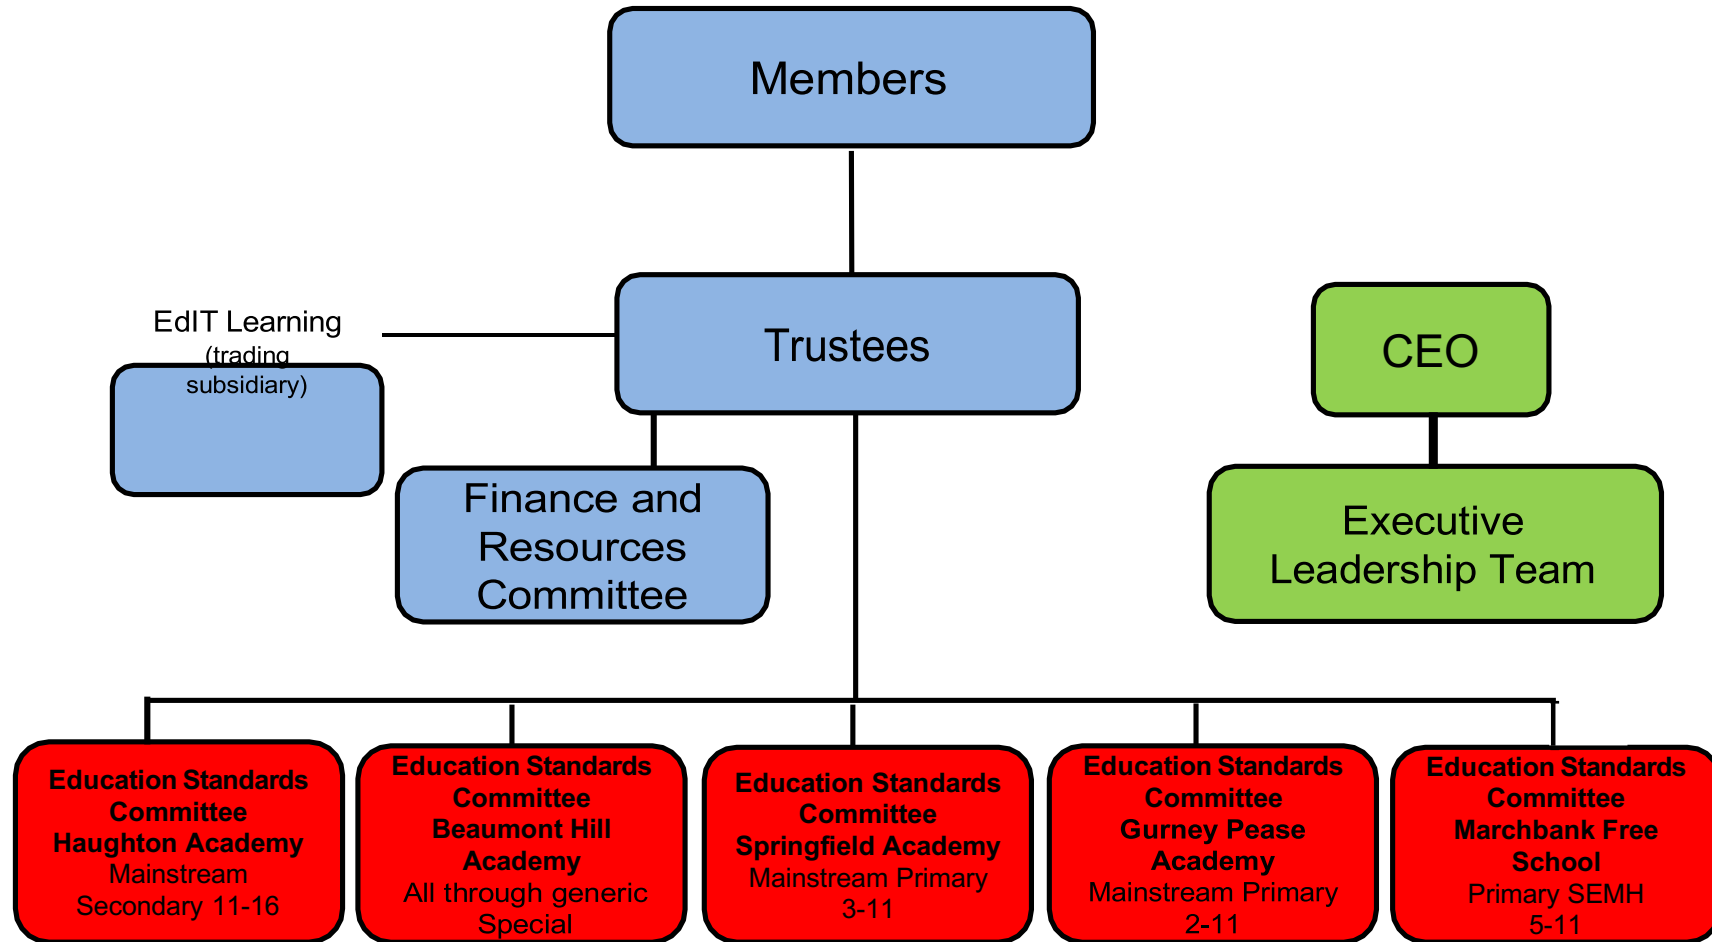 Members
EdIT Learning
(trading
subsidiary)
Trustees
CEO
Finance and
Resources
Committee
Executive
Leadership Team
Education Standards
Committee
Haughton Academy
Mainstream
Secondary 11-16
Education Standards
Committee
Beaumont Hill
Academy
All through generic
Special
Education Standards
Committee
Springfield Academy
Mainstream Primary
3-11
Education Standards
Committee
Gurney Pease
Academy
Mainstream Primary
2-11
Education Standards
Committee
Marchbank Free
School
Primary SEMH
5-11